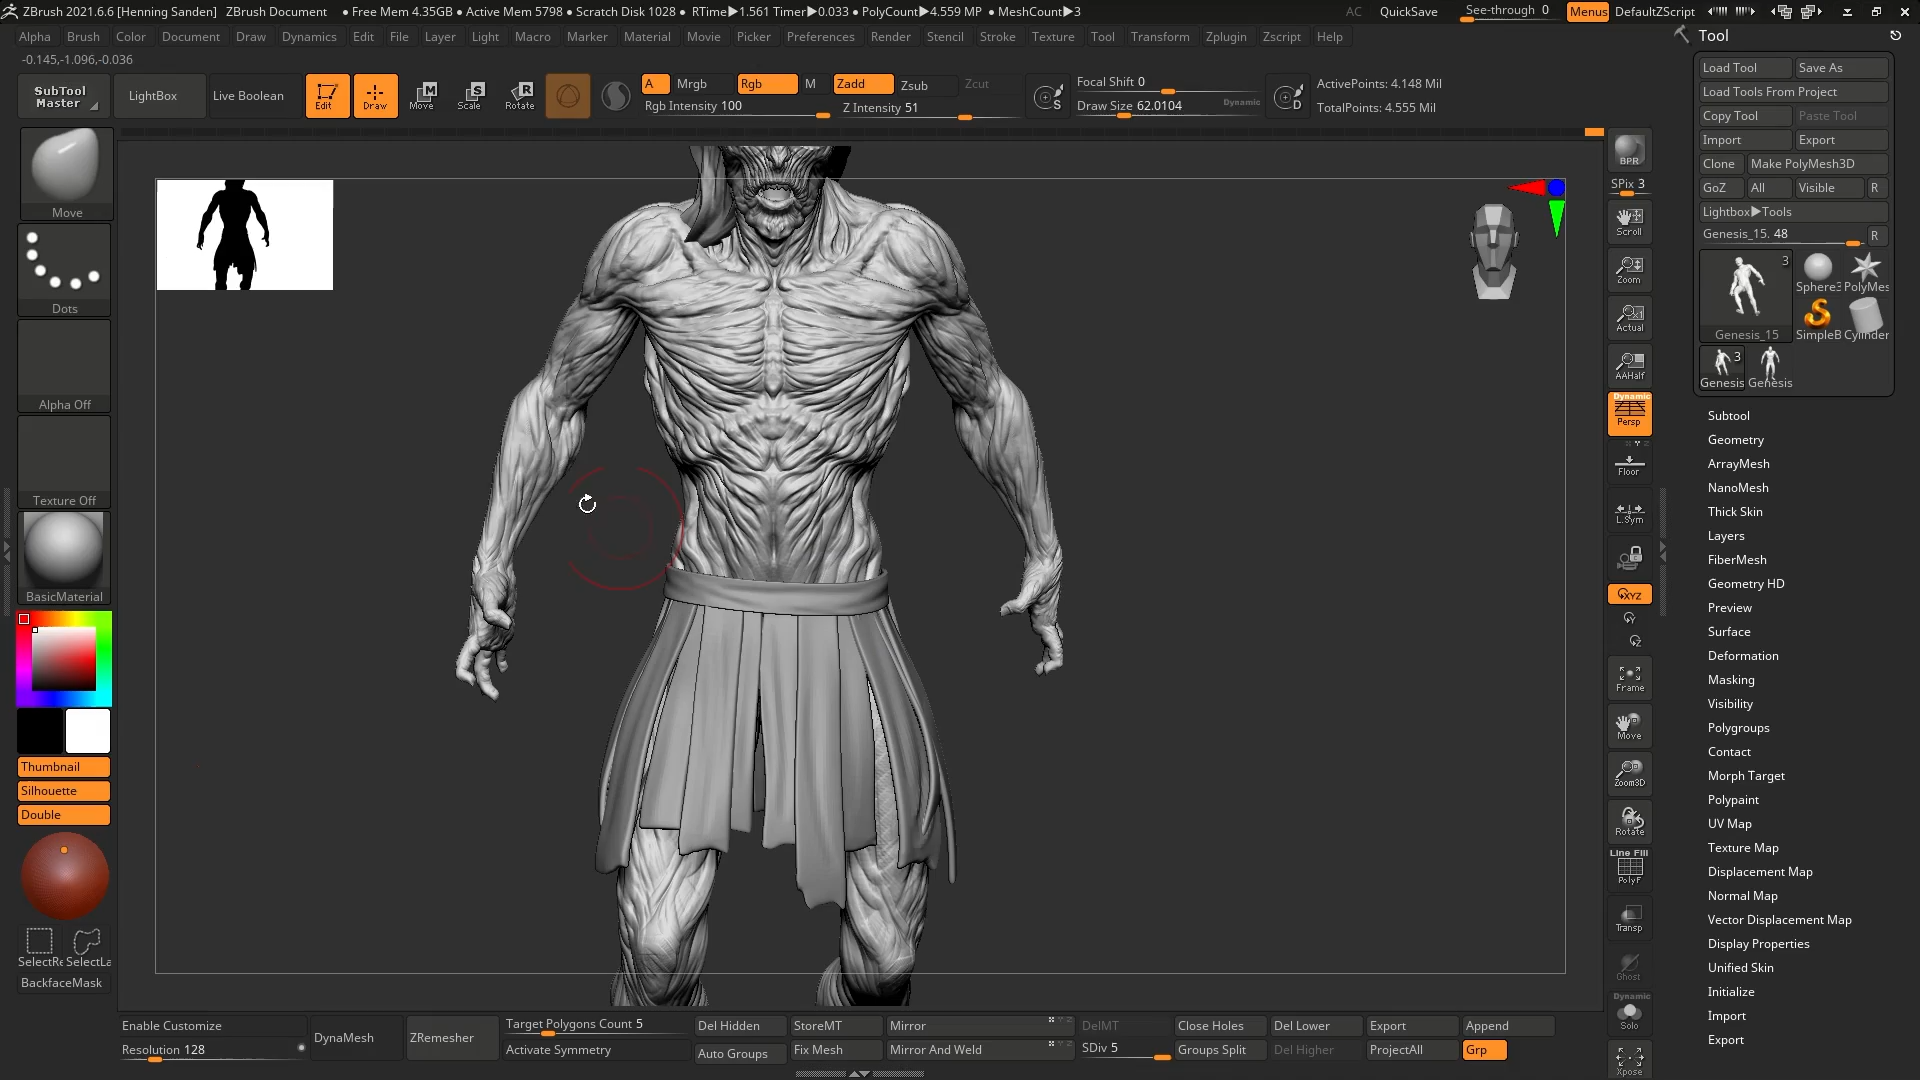 ZBrush 2021.6.6 [Henning Sanden] ZBrush Document • Free Mem 4.35GB • Active Mem 5798 • Scratch Disk 1028 • RTime▶1.561 Timer▶0.033 • PolyCount▶4.559 MP • MeshCount▶3 AC QuickSave See-through 0 Menus DefaultZScript
Alpha Brush Color Document Draw Dynamics Edit File Layer Light Macro Marker Material Movie Picker Preferences Render Stencil Stroke Texture Tool Transform Zplugin Zscript Help
-0.145,-1.096,-0.036
SubTool Master
LightBox
Live Boolean
Edit
Draw
Move
Scale
Rotate
A Mrgb Rgb M Zadd Zsub Zcut
Rgb Intensity 100 Z Intensity 51
Focal Shift 0
Draw Size 62.0104 Dynamic
ActivePoints: 4.148 Mil
TotalPoints: 4.555 Mil
Move
Dots
Alpha Off
Texture Off
BasicMaterial
Thumbnail
Silhouette
Double
SelectRe SelectLa
BackfaceMask
BPR
SPix 3
Scroll
Zoom
Actual
AAHalf
Dynamic
Persp
Floor
L.Sym
XYZ
Y
Z
Frame
Move
Zoom3D
Rotate
Line Fill
PolyF
Transp
Ghost
Dynamic
Solo
Xpose
Tool
Load Tool Save As
Load Tools From Project
Copy Tool Paste Tool
Import Export
Clone Make PolyMesh3D
GoZ All Visible R
Lightbox▶Tools
Genesis_15. 48 R
3
Genesis_15
Sphere3 PolyMes
SimpleB Cylinder
3
Genesis Genesis
Subtool
Geometry
ArrayMesh
NanoMesh
Thick Skin
Layers
FiberMesh
Geometry HD
Preview
Surface
Deformation
Masking
Visibility
Polygroups
Contact
Morph Target
Polypaint
UV Map
Texture Map
Displacement Map
Normal Map
Vector Displacement Map
Display Properties
Unified Skin
Initialize
Import
Export
Enable Customize
Resolution 128
DynaMesh
ZRemesher
Target Polygons Count 5
Activate Symmetry
Del Hidden StoreMT Mirror DelMT Close Holes Del Lower Export Append
Auto Groups Fix Mesh Mirror And Weld SDiv 5 Groups Split Del Higher ProjectAll Grp